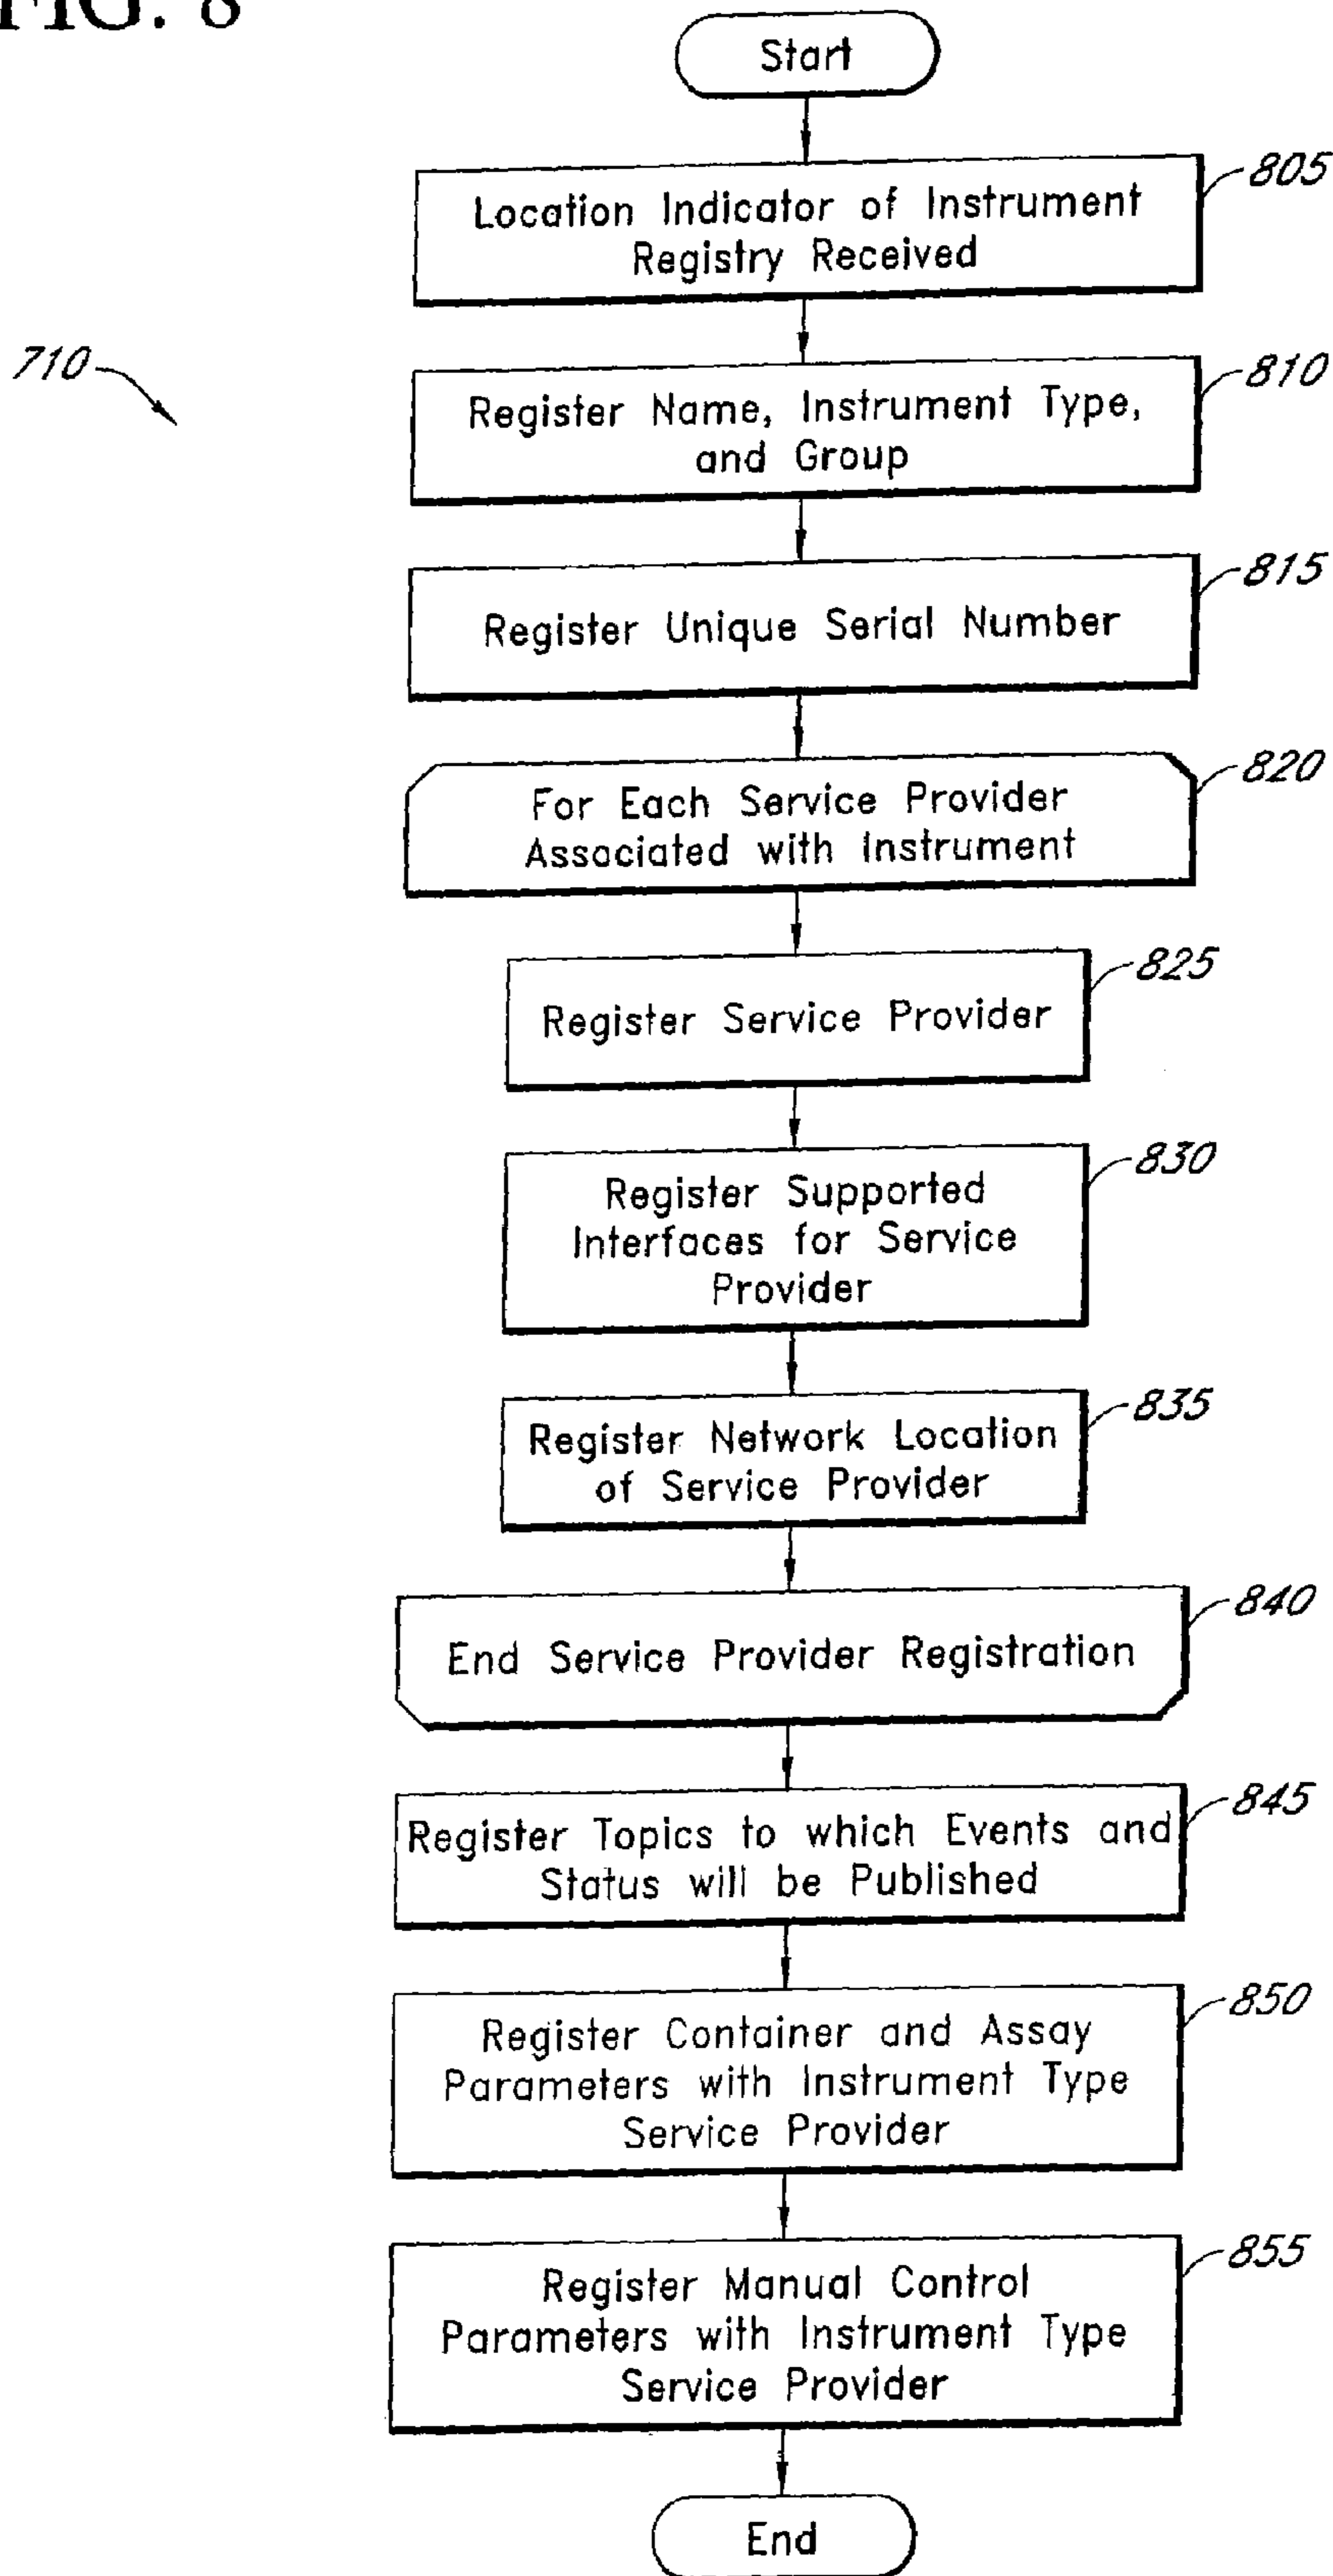 FIG. 8
Start
Location Indicator of Instrument
Registry Received
805
710
Register Name, Instrument Type,
and Group
810
Register Unique Serial Number
815
For Each Service Provider
Associated with Instrument
820
Register Service Provider
825
Register Supported
Interfaces for Service
Provider
830
Register Network Location
of Service Provider
835
End Service Provider Registration
840
Register Topics to which Events and
Status will be Published
845
Register Container and Assay
Parameters with Instrument Type
Service Provider
850
Register Manual Control
Parameters with Instrument Type
Service Provider
855
End